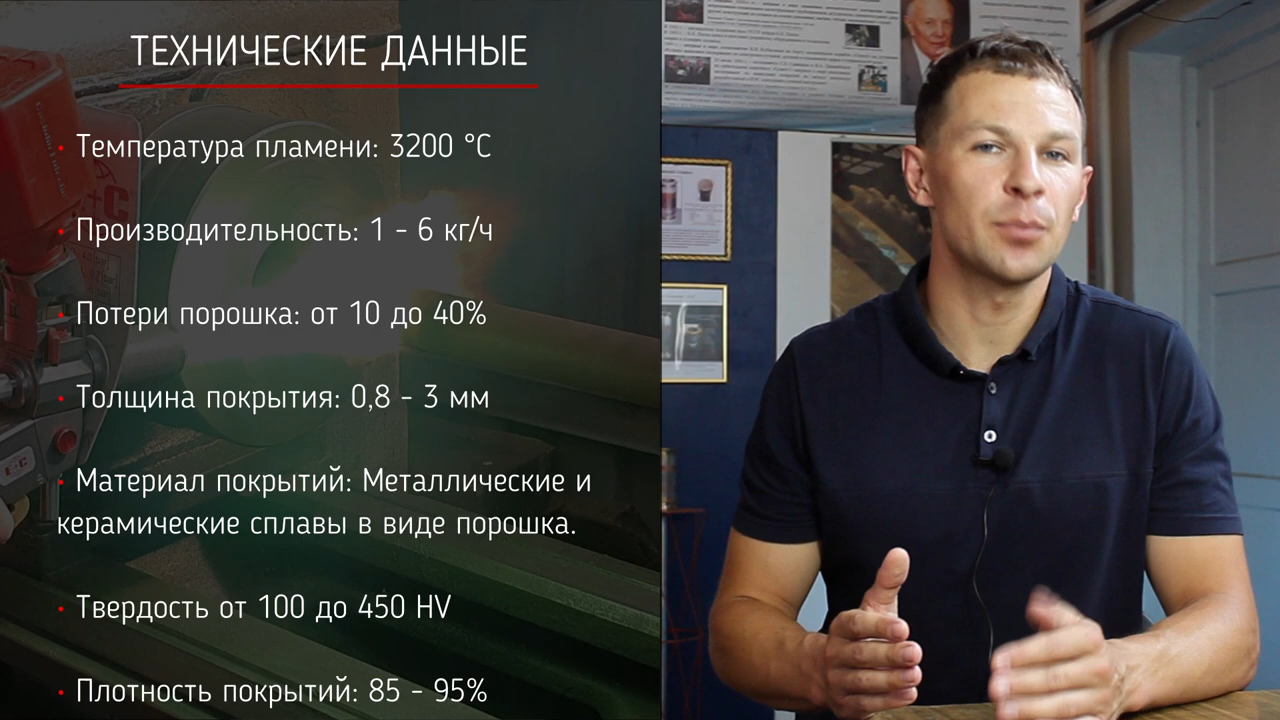 ТЕХНИЧЕСКИЕ ДАННЫЕ
• Температура пламени: 3200 °C
• Производительность: 1 - 6 кг/ч
• Потери порошка: от 10 до 40%
• Толщина покрытия: 0,8 - 3 мм
• Материал покрытий: Металлические и
керамические сплавы в виде порошка.
• Твердость от 100 до 450 HV
• Плотность покрытий: 85 - 95%